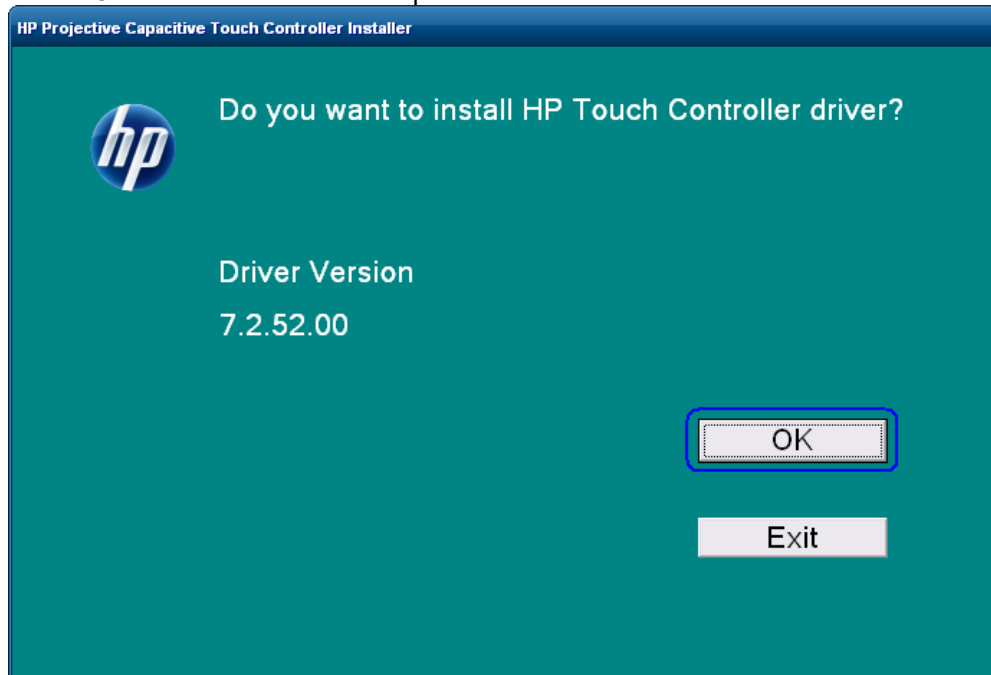 HP Projective Capacitive Touch Controller Installer
hp
Do you want to install HP Touch Controller driver?
Driver Version
7.2.52.00
OK
Exit